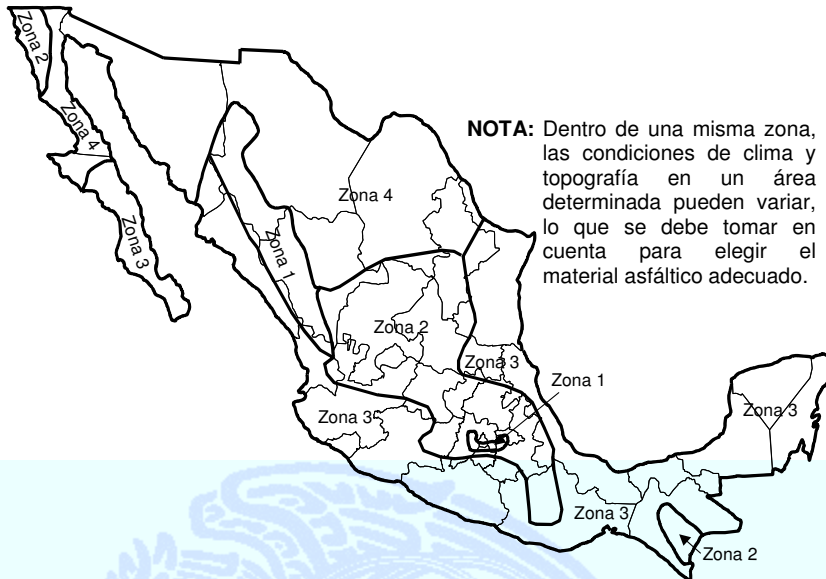 Zona 2
NOTA: Dentro de una misma zona,
las condiciones de clima y
topografía en un área
determinada pueden variar,
lo que se debe tomar en
cuenta para elegir el
material asfáltico adecuado.
Zona 4
Zona 4
Zona 3
Zona 1
Zona 2
Zona 3
Zona 1
Zona 3
Zona 3
Zona 3
Zona 2